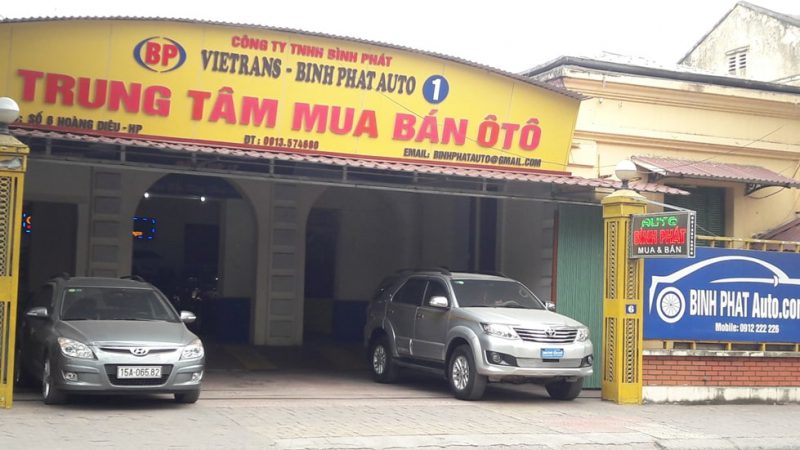 BP
CÔNG TY TNHH BÌNH PHÁT
VIETRANS - BINH PHAT AUTO 1
TRUNG TÂM MUA BÁN ÔTÔ
: SỐ 6 HOÀNG DIỆU - HP
ĐT : 0913.574680
EMAIL: BINHPHATAUTO@GMAIL.COM
AUTO
BÌNH PHÁT
MUA & BÁN
6
BINH PHAT Auto.com
Mobile: 0912 222 226
15A-065.82